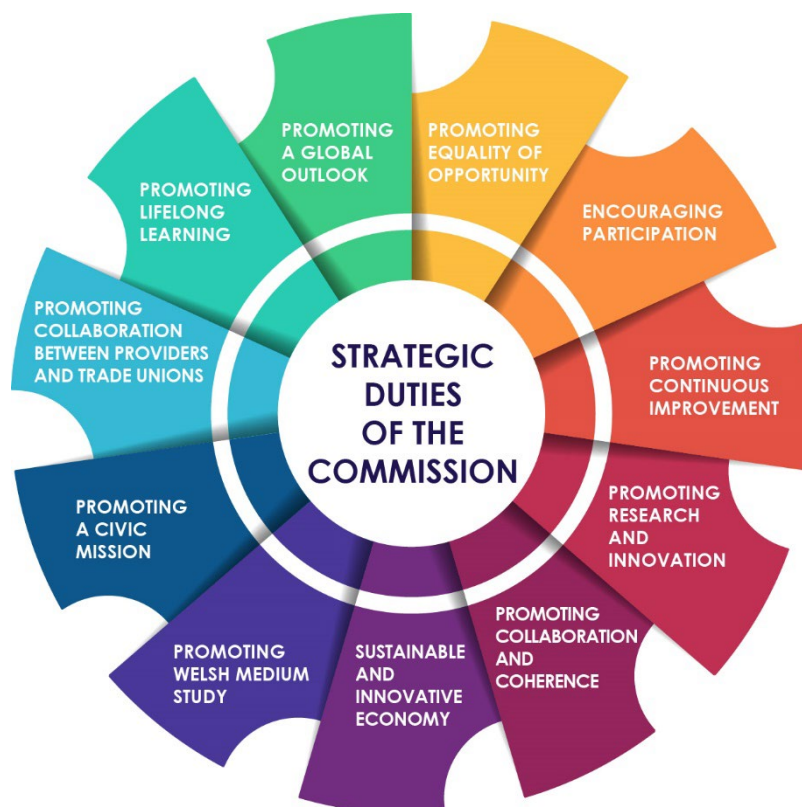 STRATEGIC
DUTIES
OF THE
COMMISSION
PROMOTING
EQUALITY OF
OPPORTUNITY
ENCOURAGING
PARTICIPATION
PROMOTING
CONTINUOUS
IMPROVEMENT
PROMOTING
RESEARCH
AND
INNOVATION
PROMOTING
COLLABORATION
AND
COHERENCE
SUSTAINABLE
AND
INNOVATIVE
ECONOMY
PROMOTING
WELSH MEDIUM
STUDY
PROMOTING
A CIVIC
MISSION
PROMOTING
COLLABORATION
BETWEEN PROVIDERS
AND TRADE UNIONS
PROMOTING
LIFELONG
LEARNING
PROMOTING
A GLOBAL
OUTLOOK